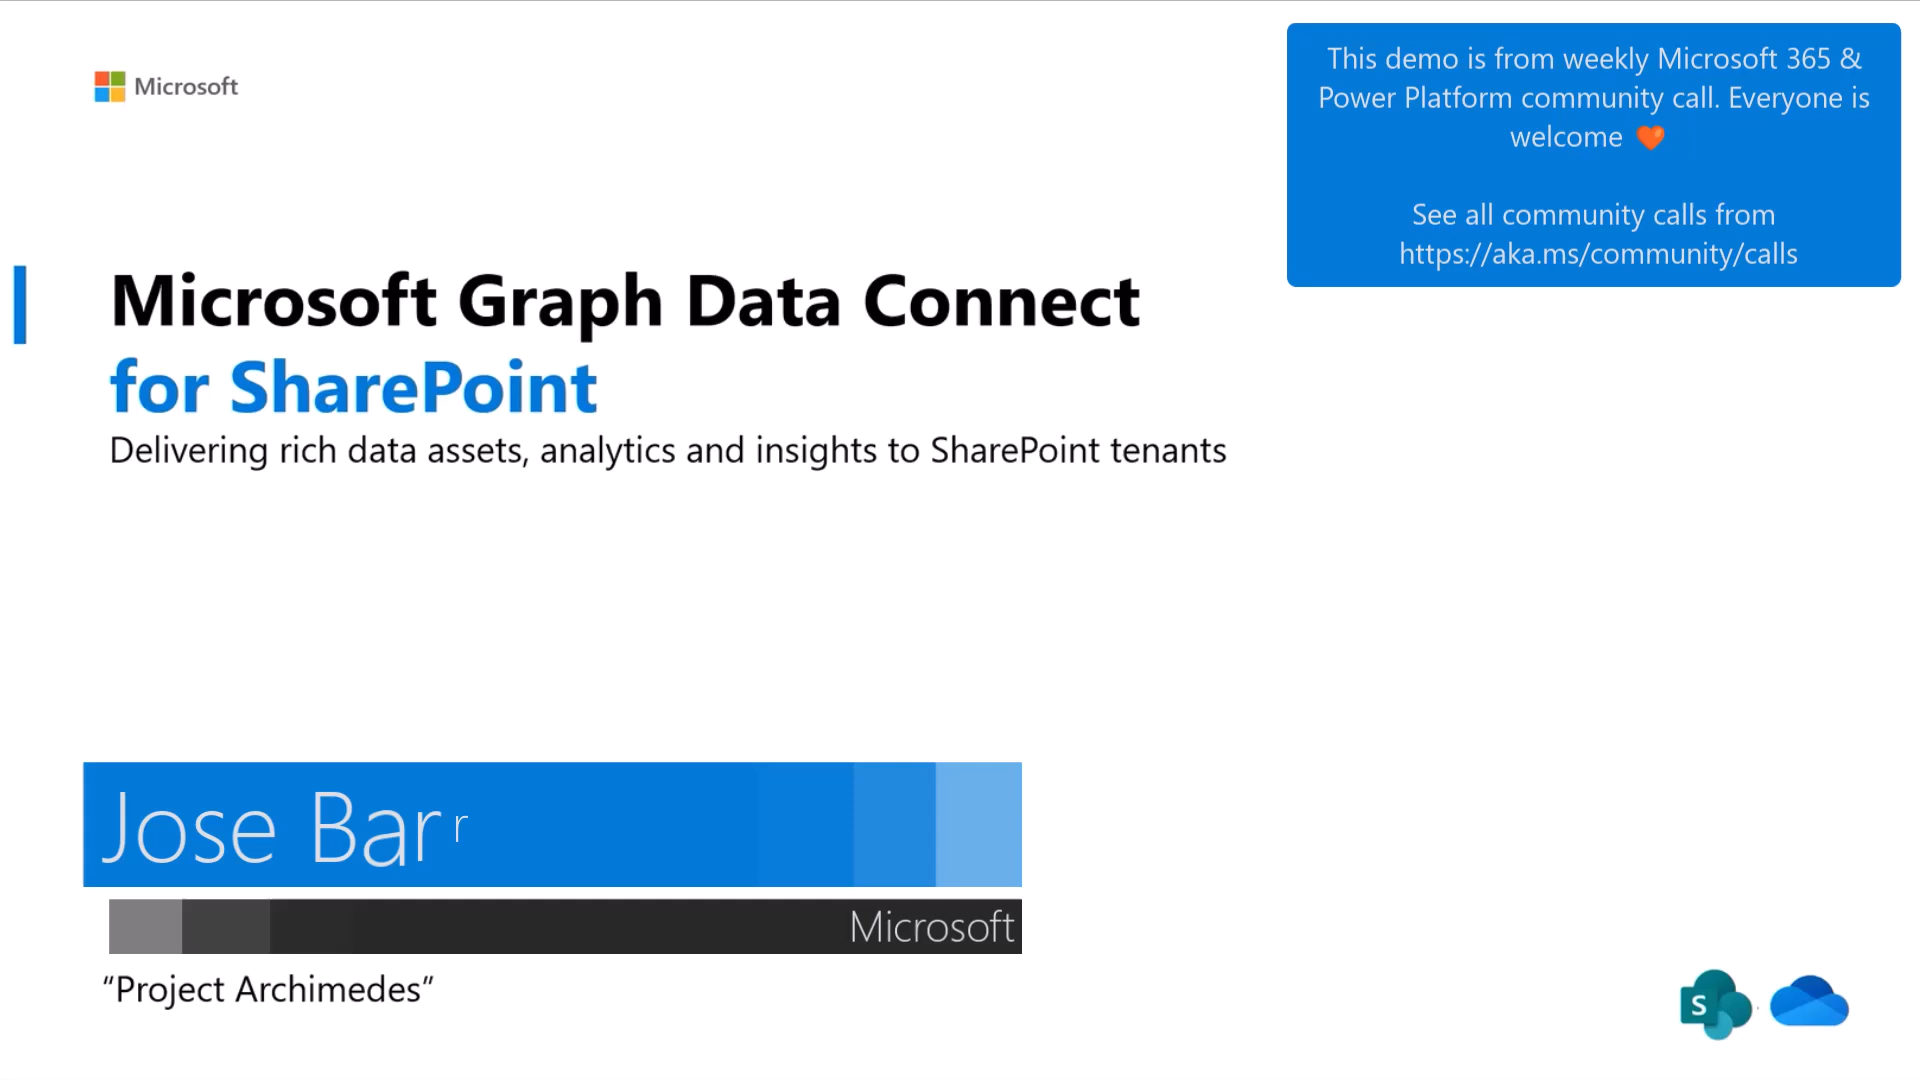 Microsoft
This demo is from weekly Microsoft 365 &
Power Platform community call. Everyone is
welcome 🧡
See all community calls from
https://aka.ms/community/calls
Microsoft Graph Data Connect
for SharePoint
Delivering rich data assets, analytics and insights to SharePoint tenants
Jose Bar r
Microsoft
“Project Archimedes”
S